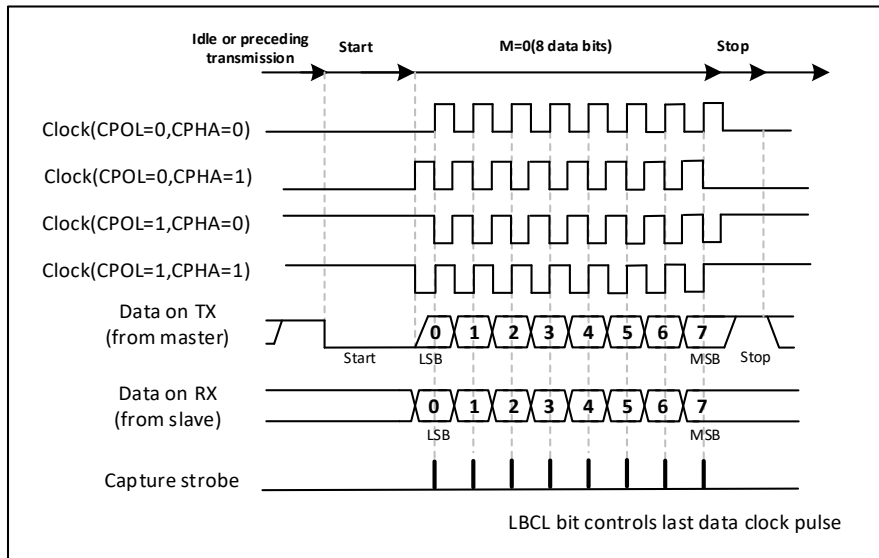 Idle or preceding
transmission
Start
M=0(8 data bits)
Stop
Clock(CPOL=0,CPHA=0)
Clock(CPOL=0,CPHA=1)
Clock(CPOL=1,CPHA=0)
Clock(CPOL=1,CPHA=1)
Data on TX
(from master)
0 1 2 3 4 5 6 7
Start
LSB
MSB
Stop
Data on RX
(from slave)
0 1 2 3 4 5 6 7
LSB
MSB
Capture strobe
LBCL bit controls last data clock pulse